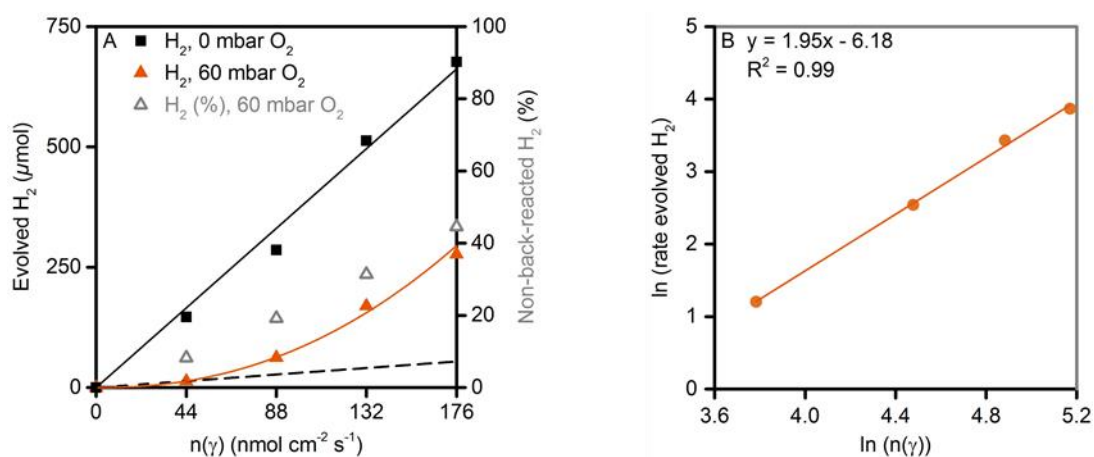 A
H₂, 0 mbar O₂
H₂, 60 mbar O₂
H₂ (%), 60 mbar O₂
Evolved H₂ (µmol)
750
500
250
0
100
80
60
40
20
0
Non-back-reacted H₂ (%)
0 44 88 132 176
n(γ) (nmol cm⁻² s⁻¹)
B y = 1.95x - 6.18
R² = 0.99
ln (rate evolved H₂)
5
4
3
2
1
0
3.6 4.0 4.4 4.8 5.2
ln (n(γ))